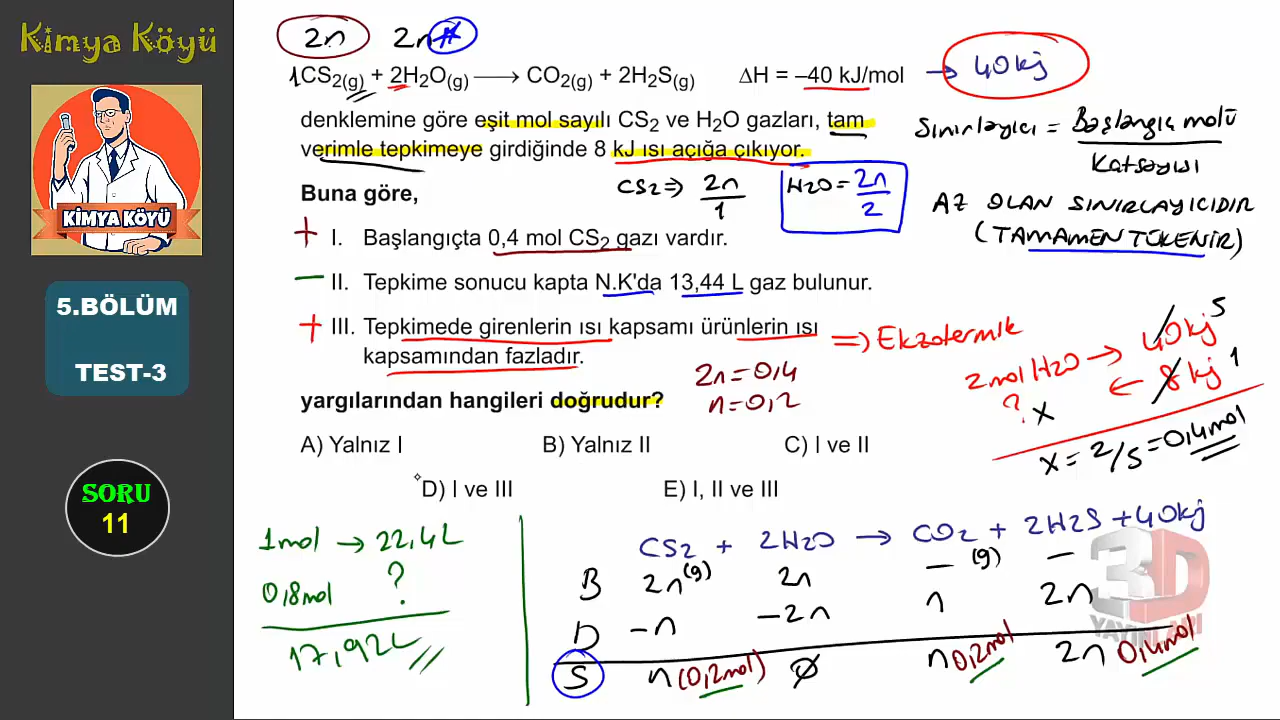 Kimya Köyü
KİMYA KÖYÜ
5.BÖLÜM
TEST-3
SORU
11
2n 2n
1CS2(g) + 2H2O(g) ⟶ CO2(g) + 2H2S(g) ΔH = –40 kJ/mol → 40kj
denklemine göre eşit mol sayılı CS2 ve H2O gazları, tam
verimle tepkimeye girdiğinde 8 kJ ısı açığa çıkıyor.
Sınırlayıcı = Başlangıç molü / Katsayısı
CS2 ⇒ 2n/1 H2O = 2n/2
AZ OLAN SINIRLAYICIDIR
(TAMAMEN TÜKENİR)
Buna göre,
+ I. Başlangıçta 0,4 mol CS2 gazı vardır.
– II. Tepkime sonucu kapta N.K'da 13,44 L gaz bulunur.
+ III. Tepkimede girenlerin ısı kapsamı ürünlerin ısı ⇒ Ekzotermik
kapsamından fazladır.
2n = 0,4
n = 0,2
2mol H2O → 40kj 5
? x ← 8 kj 1
x = 2/5 = 0,4mol
yargılarından hangileri doğrudur?
A) Yalnız I B) Yalnız II C) I ve II
D) I ve III E) I, II ve III
1mol → 22,4L
0,8mol ?
17,92L
CS2 + 2H2O → CO2 + 2H2S + 40kj
(g) (g)
B 2n 2n – –
D -n -2n n 2n
S n (0,2mol) Ø n 0,2mol 2n 0,4mol
3D
YAYINLARI